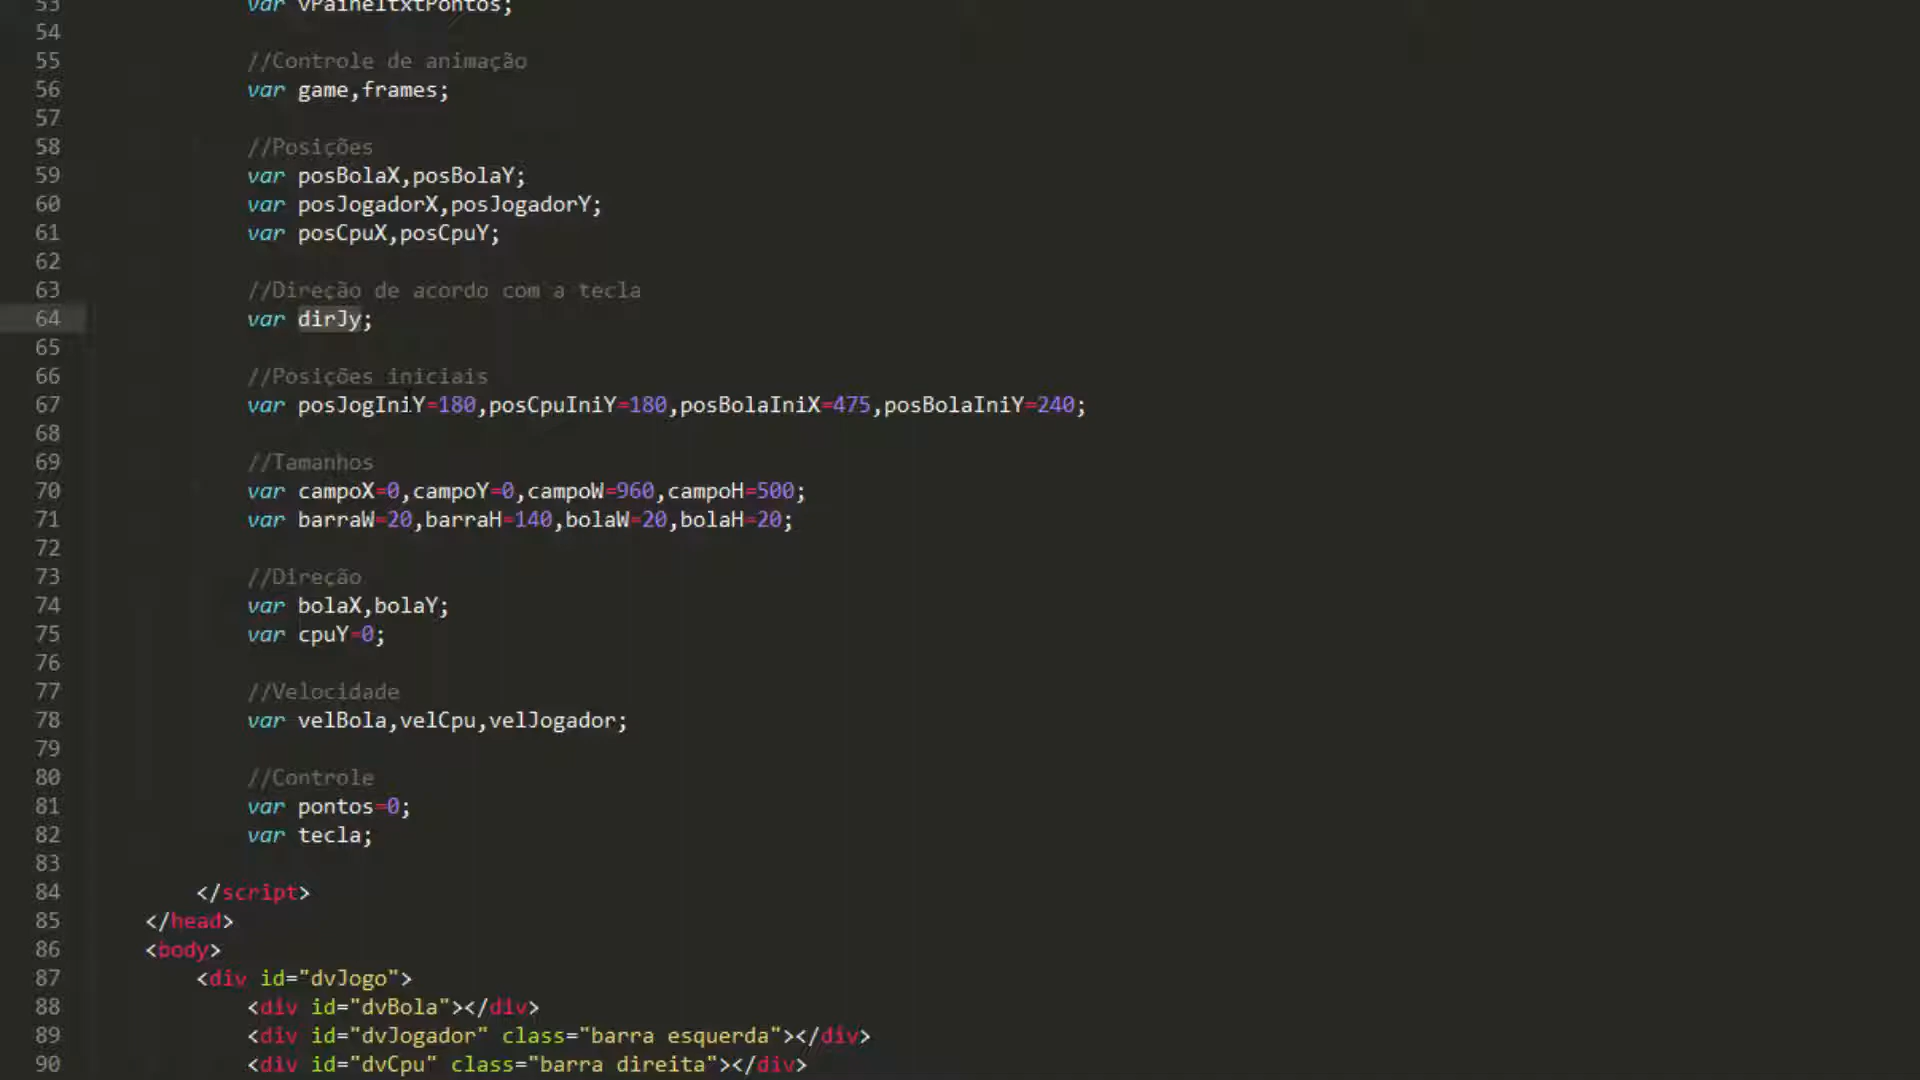 53 var vPaineltxtPontos;
54
55 //Controle de animação
56 var game,frames;
57
58 //Posições
59 var posBolaX,posBolaY;
60 var posJogadorX,posJogadorY;
61 var posCpuX,posCpuY;
62
63 //Direção de acordo com a tecla
64 var dirJy;
65
66 //Posições iniciais
67 var posJogIniY=180,posCpuIniY=180,posBolaIniX=475,posBolaIniY=240;
68
69 //Tamanhos
70 var campoX=0,campoY=0,campoW=960,campoH=500;
71 var barraW=20,barraH=140,bolaW=20,bolaH=20;
72
73 //Direção
74 var bolaX,bolaY;
75 var cpuY=0;
76
77 //Velocidade
78 var velBola,velCpu,velJogador;
79
80 //Controle
81 var pontos=0;
82 var tecla;
83
84 </script>
85 </head>
86 <body>
87 <div id="dvJogo">
88 <div id="dvBola"></div>
89 <div id="dvJogador" class="barra esquerda"></div>
90 <div id="dvCpu" class="barra direita"></div>